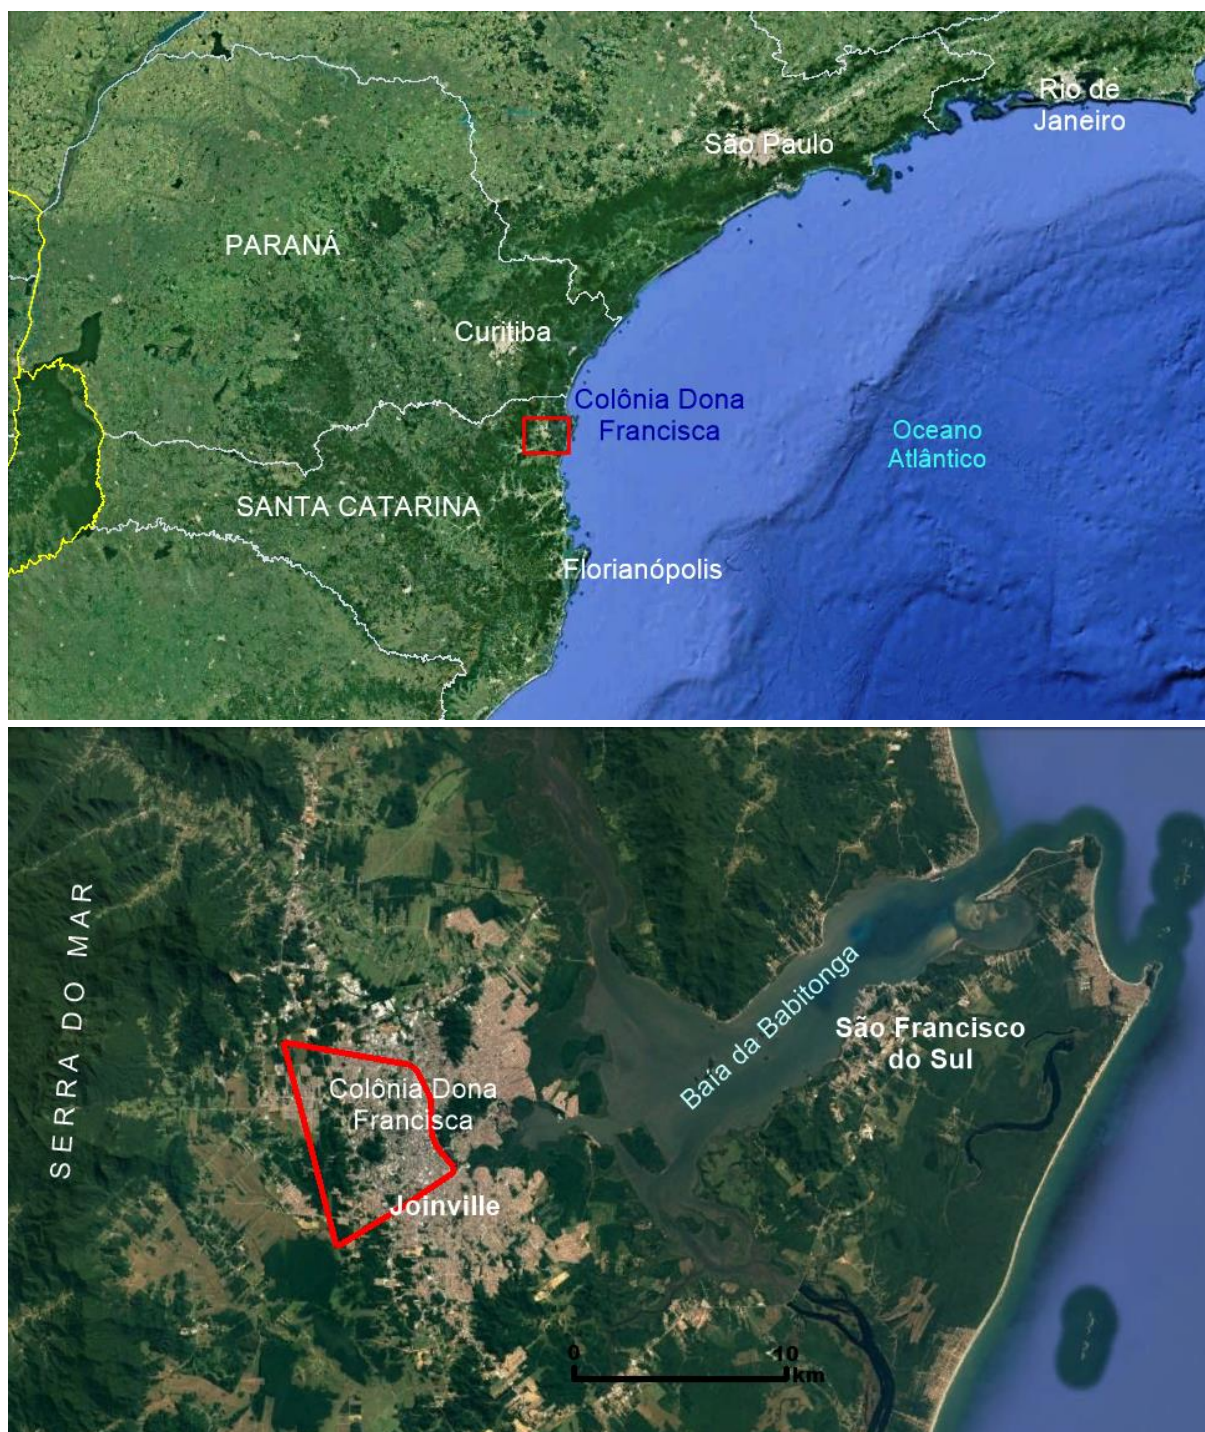 Rio de
Janeiro
São Paulo
PARANÁ
Curitiba
Colônia Dona
Francisca
Oceano
Atlântico
SANTA CATARINA
Florianópolis
SERRA DO MAR
Baía da Babitonga
São Francisco
do Sul
Colônia Dona
Francisca
Joinville
0 10
km